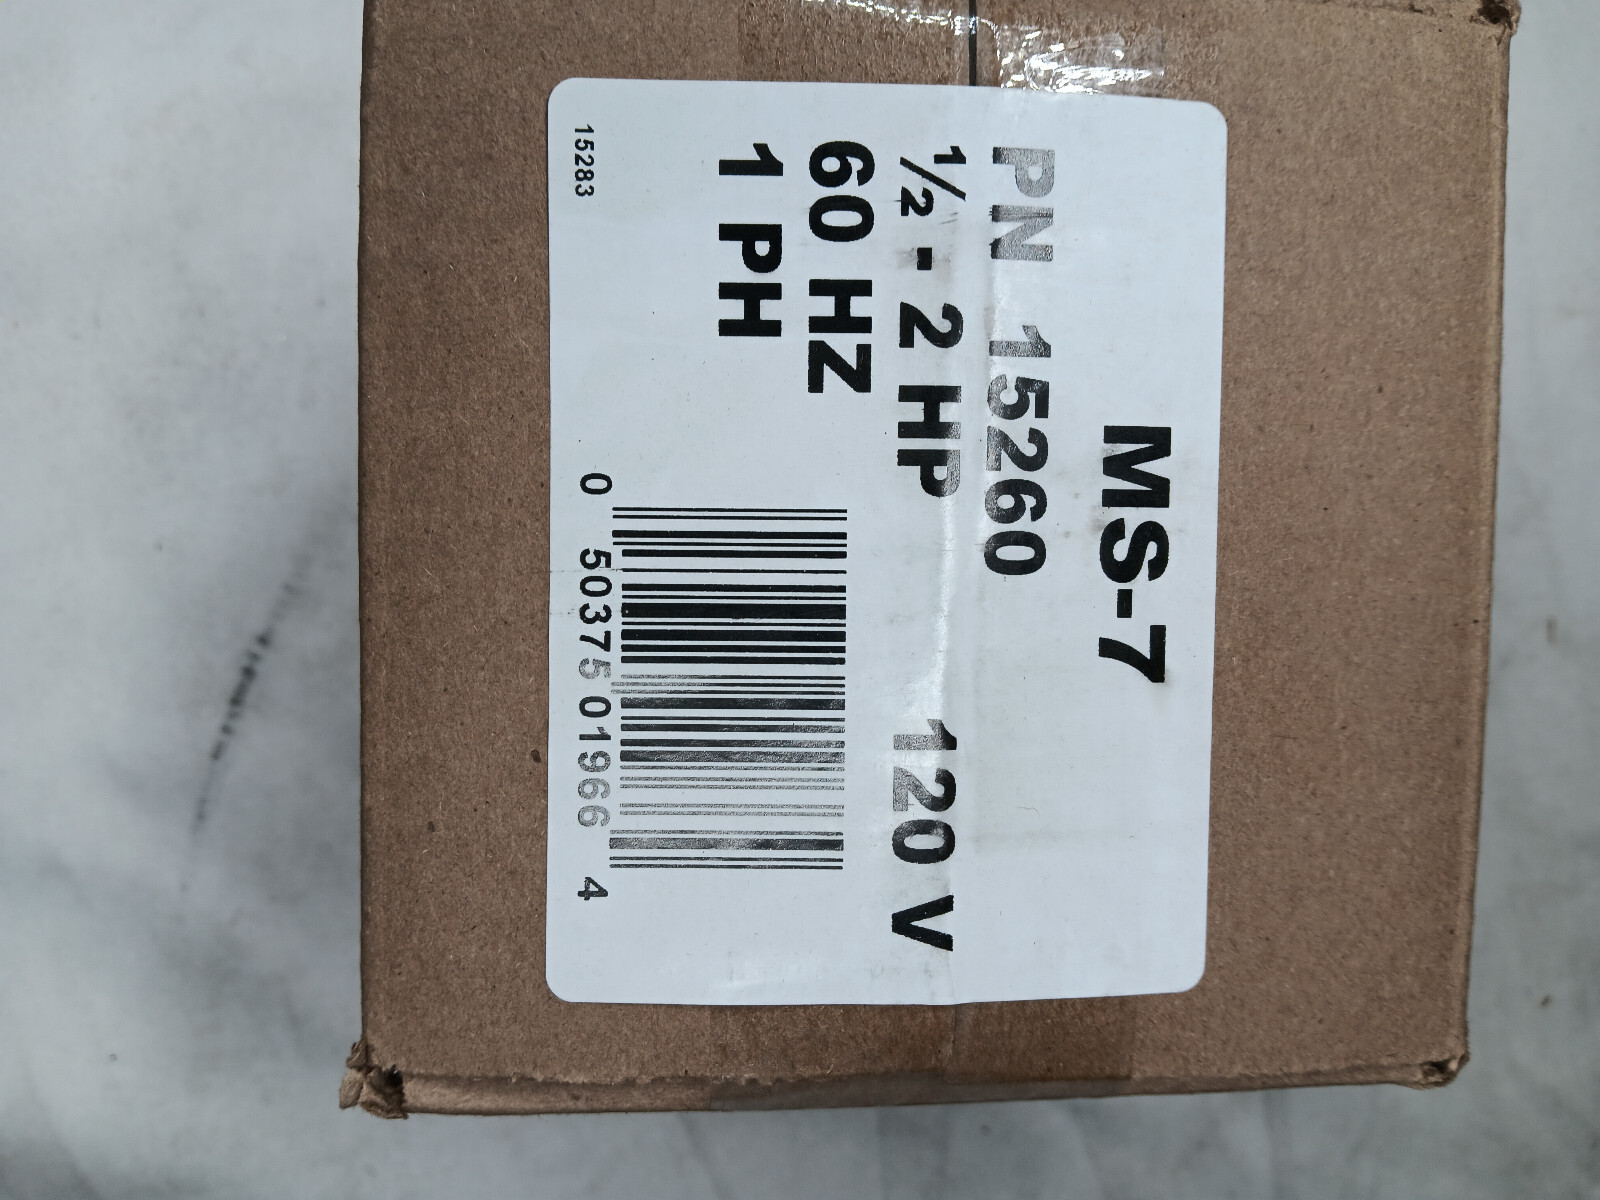 MS-7
PN 15260
½ - 2 HP 120 V
60 HZ
1 PH
0 50375 01966 4
15283